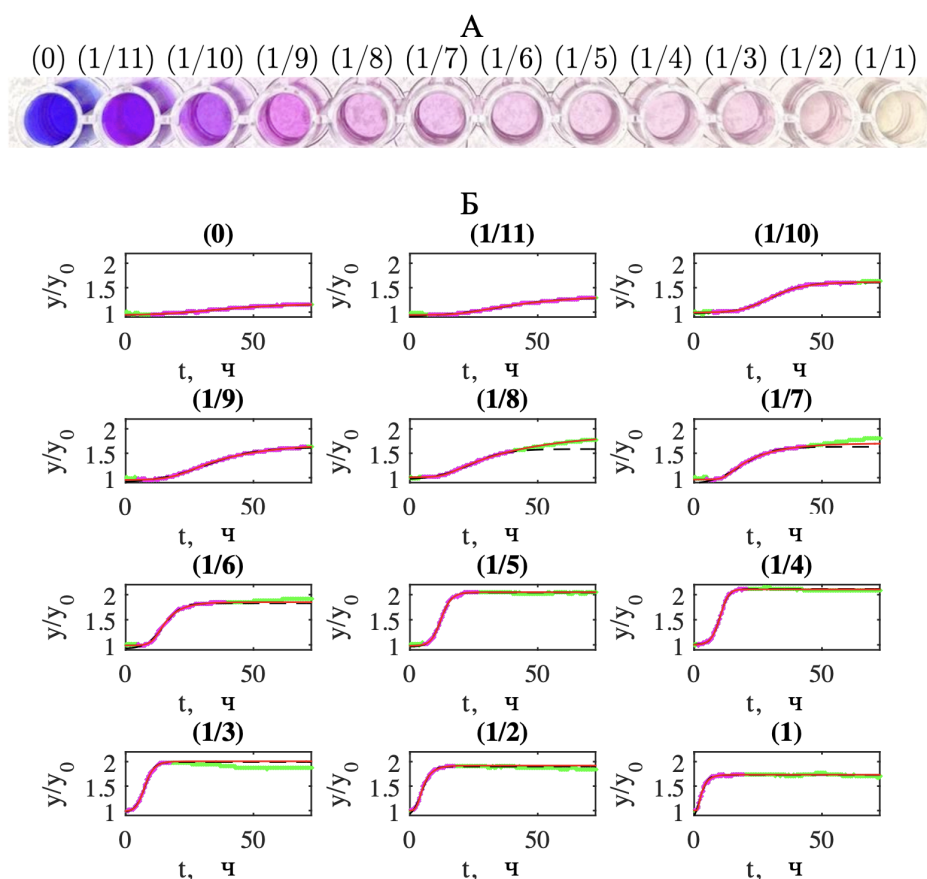 А
(0) (1/11) (1/10) (1/9) (1/8) (1/7) (1/6) (1/5) (1/4) (1/3) (1/2) (1/1)
Б
(0) (1/11) (1/10)
y/y0 2 1.5 1 y/y0 2 1.5 1 y/y0 2 1.5 1
0 50 0 50 0 50
t, ч t, ч t, ч
(1/9) (1/8) (1/7)
y/y0 2 1.5 1 y/y0 2 1.5 1 y/y0 2 1.5 1
0 50 0 50 0 50
t, ч t, ч t, ч
(1/6) (1/5) (1/4)
y/y0 2 1.5 1 y/y0 2 1.5 1 y/y0 2 1.5 1
0 50 0 50 0 50
t, ч t, ч t, ч
(1/3) (1/2) (1)
y/y0 2 1.5 1 y/y0 2 1.5 1 y/y0 2 1.5 1
0 50 0 50 0 50
t, ч t, ч t, ч